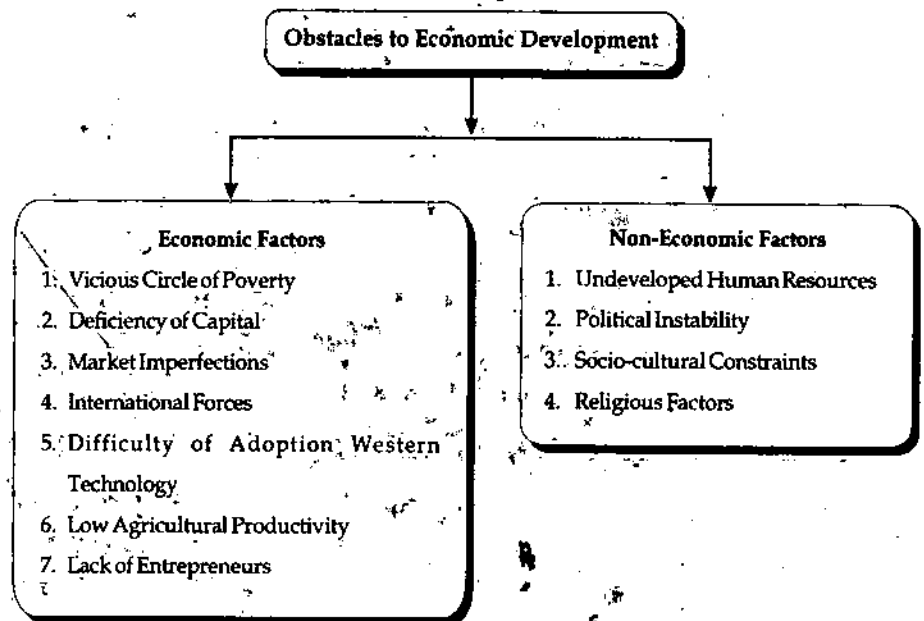 Obstacles to Economic Development
Economic Factors
1. Vicious Circle of Poverty
2. Deficiency of Capital
3. Market Imperfections
4. International Forces
5. Difficulty of Adoption Western
Technology
6. Low Agricultural Productivity
7. Lack of Entrepreneurs
Non-Economic Factors
1. Undeveloped Human Resources
2. Political Instability
3. Socio-cultural Constraints
4. Religious Factors